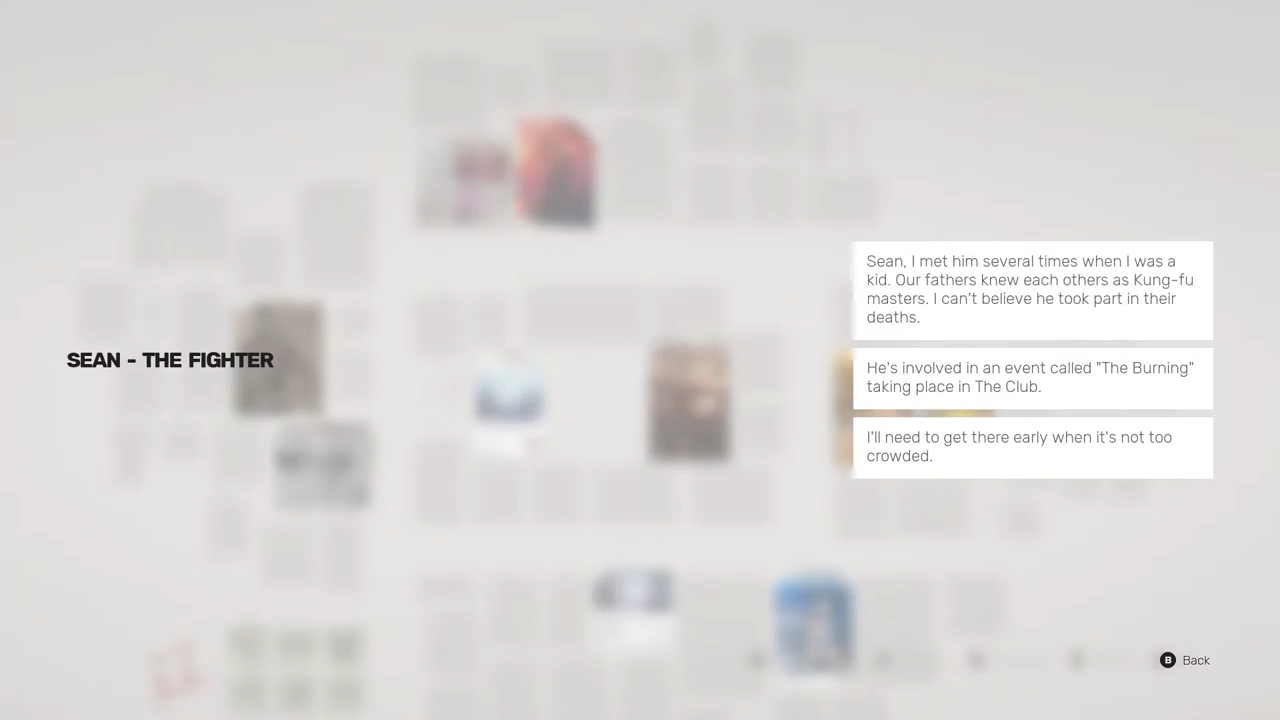 SEAN - THE FIGHTER
Sean, I met him several times when I was a
kid. Our fathers knew each others as Kung-fu
masters. I can't believe he took part in their
deaths.
He's involved in an event called "The Burning"
taking place in The Club.
I'll need to get there early when it's not too
crowded.
B Back